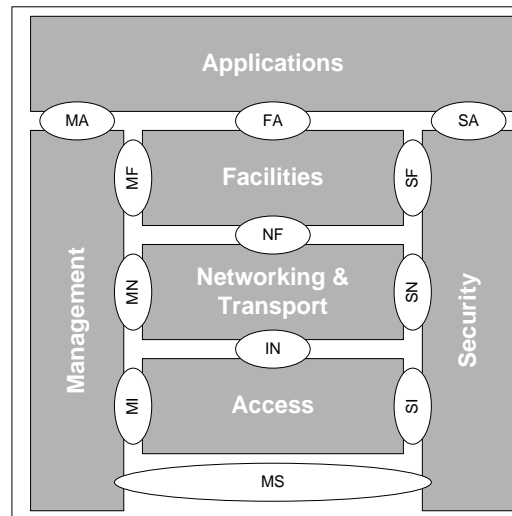 Applications
MA
FA
SA
MF
Facilities
SF
NF
Management
MN
Networking &
Transport
SN
Security
IN
MI
Access
SI
MS